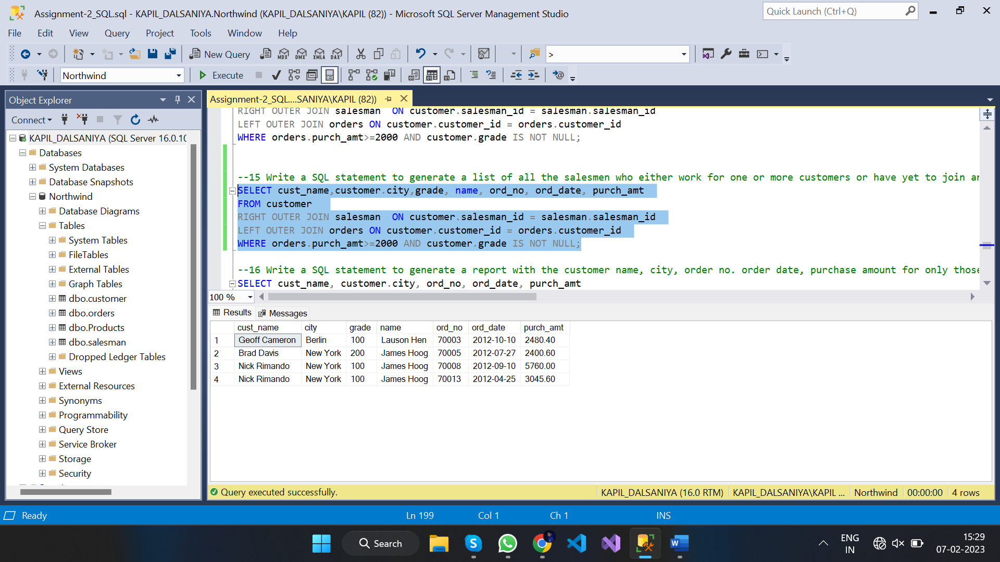 Assignment-2_SQL.sql - KAPIL_DALSANIYA.Northwind (KAPIL_DALSANIYA\KAPIL (82)) - Microsoft SQL Server Management Studio
Quick Launch (Ctrl+Q)
File Edit View Query Project Tools Window Help
New Query MDX DMX XMLA DAX >
Northwind Execute
Object Explorer
Connect
KAPIL_DALSANIYA (SQL Server 16.0.10
Databases
System Databases
Database Snapshots
Northwind
Database Diagrams
Tables
System Tables
FileTables
External Tables
Graph Tables
dbo.customer
dbo.orders
dbo.Products
dbo.salesman
Dropped Ledger Tables
Views
External Resources
Synonyms
Programmability
Query Store
Service Broker
Storage
Security
Assignment-2_SQL....SANIYA\KAPIL (82))
RIGHT OUTER JOIN salesman  ON customer.salesman_id = salesman.salesman_id
LEFT OUTER JOIN orders ON customer.customer_id = orders.customer_id
WHERE orders.purch_amt>=2000 AND customer.grade IS NOT NULL;
--15 Write a SQL statement to generate a list of all the salesmen who either work for one or more customers or have yet to join ar
SELECT cust_name,customer.city,grade, name, ord_no, ord_date, purch_amt
FROM customer
RIGHT OUTER JOIN salesman  ON customer.salesman_id = salesman.salesman_id
LEFT OUTER JOIN orders ON customer.customer_id = orders.customer_id
WHERE orders.purch_amt>=2000 AND customer.grade IS NOT NULL;
--16 Write a SQL statement to generate a report with the customer name, city, order no. order date, purchase amount for only those
SELECT cust_name, customer.city, ord_no, ord_date, purch_amt
100 %
Results Messages
cust_name city grade name ord_no ord_date purch_amt
1 Geoff Cameron Berlin 100 Lauson Hen 70003 2012-10-10 2480.40
2 Brad Davis New York 200 James Hoog 70005 2012-07-27 2400.60
3 Nick Rimando New York 100 James Hoog 70008 2012-09-10 5760.00
4 Nick Rimando New York 100 James Hoog 70013 2012-04-25 3045.60
Query executed successfully. KAPIL_DALSANIYA (16.0 RTM) KAPIL_DALSANIYA\KAPIL ... Northwind 00:00:00 4 rows
Ready Ln 199 Col 1 Ch 1 INS
Search
ENG
IN
15:29
07-02-2023